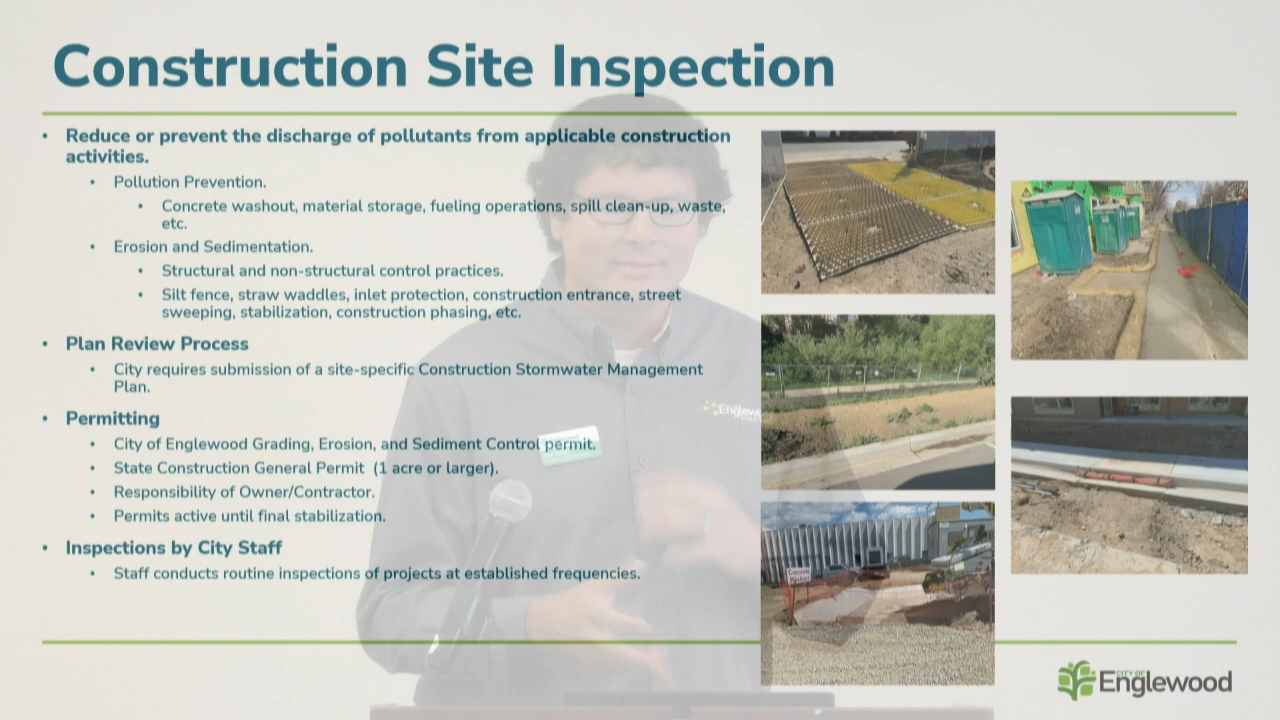 Construction Site Inspection
• Reduce or prevent the discharge of pollutants from applicable construction
activities.
• Pollution Prevention.
• Concrete washout, material storage, fueling operations, spill clean-up, waste,
etc.
• Erosion and Sedimentation.
• Structural and non-structural control practices.
• Silt fence, straw waddles, inlet protection, construction entrance, street
sweeping, stabilization, construction phasing, etc.
• Plan Review Process
• City requires submission of a site-specific Construction Stormwater Management
Plan.
• Permitting
• City of Englewood Grading, Erosion, and Sediment Control permit.
• State Construction General Permit (1 acre or larger).
• Responsibility of Owner/Contractor.
• Permits active until final stabilization.
• Inspections by City Staff
• Staff conducts routine inspections of projects at established frequencies.
Englew
Concrete
Washout
CITY OF
Englewood